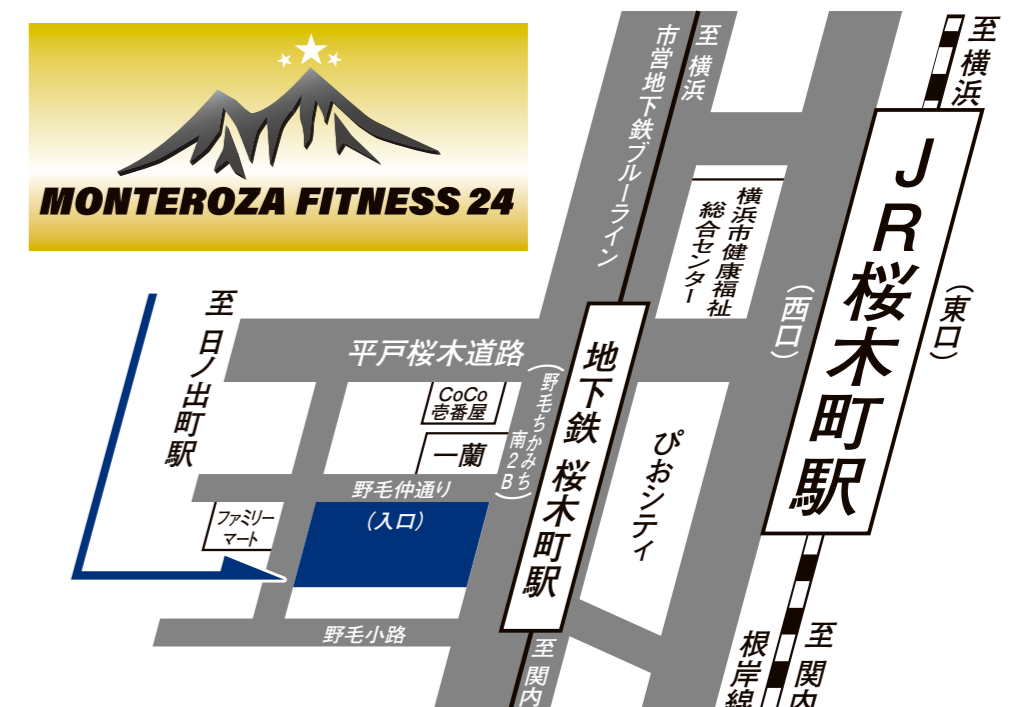 MONTEROZA FITNESS 24
市営地下鉄ブルーライン
至 横浜
至 横浜
横浜市健康福祉
総合センター
JR桜木町駅
(西口)
(東口)
至 日ノ出町駅
平戸桜木道路
CoCo
壱番屋
一蘭
(野毛ちかみち
南2B)
地下鉄 桜木町駅
ぴおシティ
野毛仲通り
(入口)
ファミリー
マート
野毛小路
至 関内
根岸線
至 関内